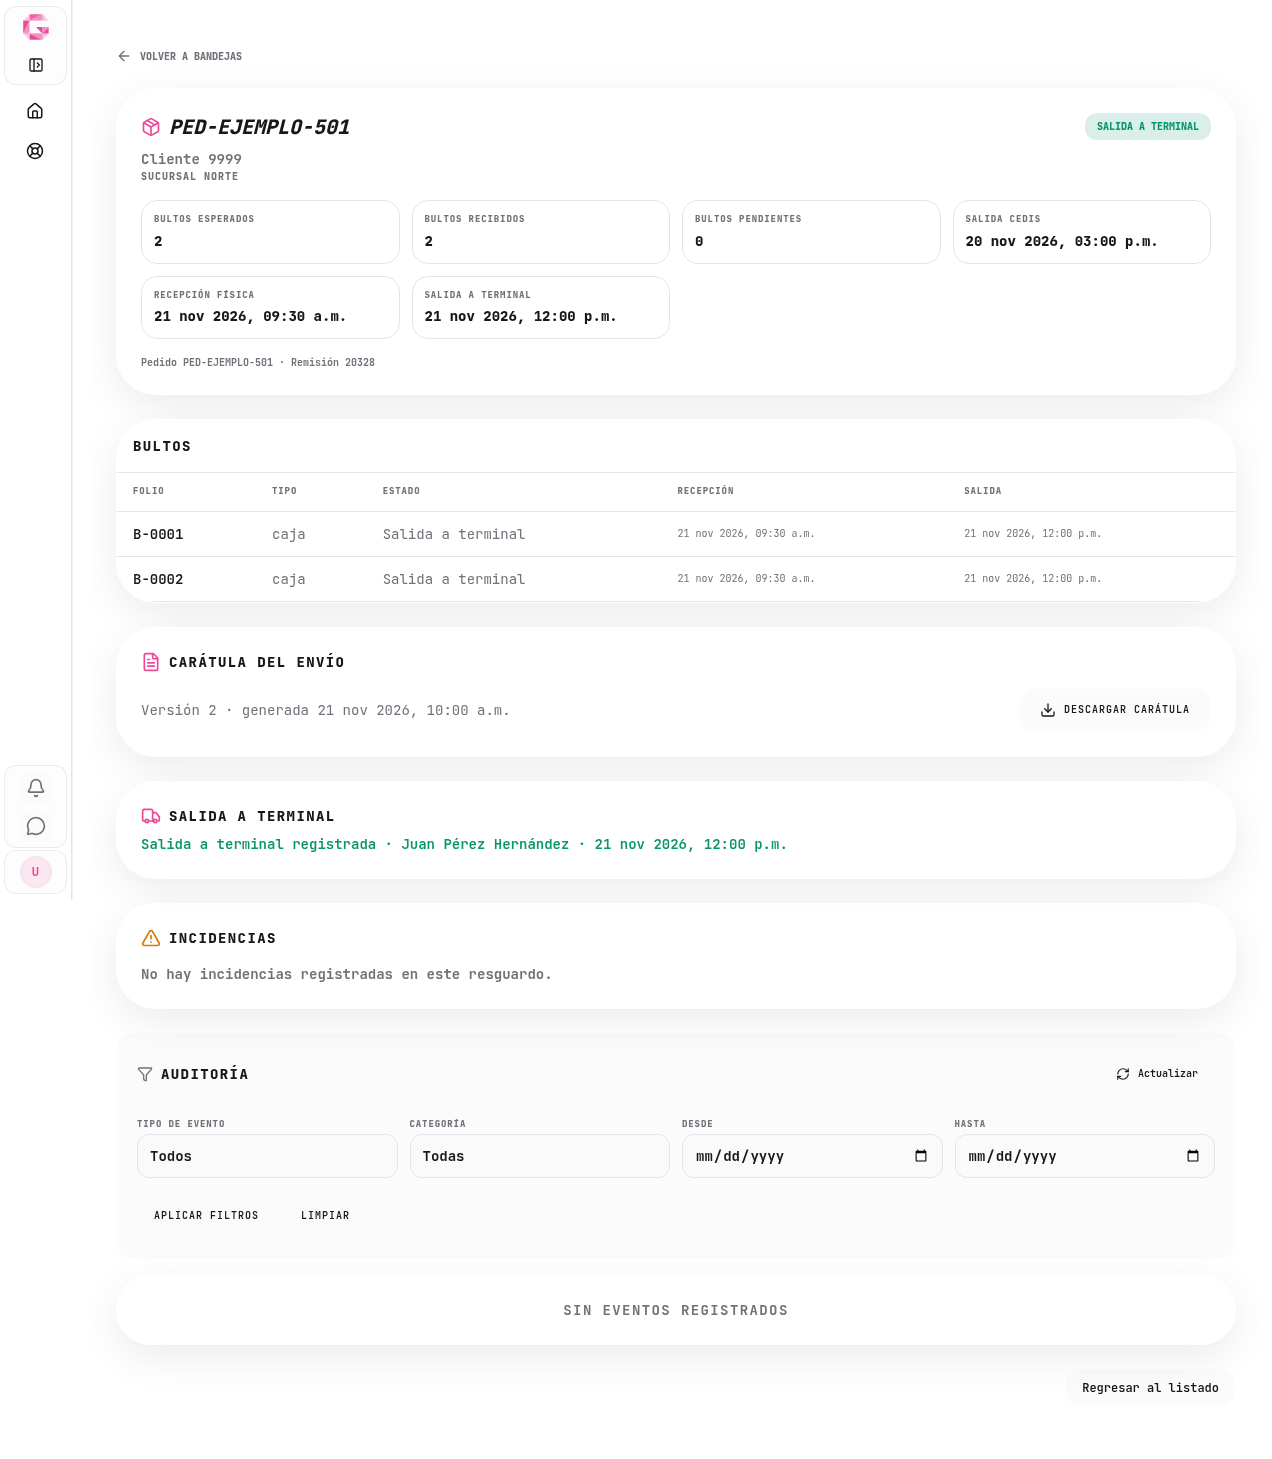 VOLVER A BANDEJAS
PED-EJEMPLO-501
SALIDA A TERMINAL
Cliente 9999
SUCURSAL NORTE
BULTOS ESPERADOS
2
BULTOS RECIBIDOS
2
BULTOS PENDIENTES
0
SALIDA CEDIS
20 nov 2026, 03:00 p.m.
RECEPCIÓN FÍSICA
21 nov 2026, 09:30 a.m.
SALIDA A TERMINAL
21 nov 2026, 12:00 p.m.
Pedido PED-EJEMPLO-501 · Remisión 20328
BULTOS
FOLIO TIPO ESTADO RECEPCIÓN SALIDA
B-0001 caja Salida a terminal 21 nov 2026, 09:30 a.m. 21 nov 2026, 12:00 p.m.
B-0002 caja Salida a terminal 21 nov 2026, 09:30 a.m. 21 nov 2026, 12:00 p.m.
CARÁTULA DEL ENVÍO
Versión 2 · generada 21 nov 2026, 10:00 a.m.
DESCARGAR CARÁTULA
SALIDA A TERMINAL
Salida a terminal registrada · Juan Pérez Hernández · 21 nov 2026, 12:00 p.m.
U
INCIDENCIAS
No hay incidencias registradas en este resguardo.
AUDITORÍA
Actualizar
TIPO DE EVENTO
Todos
CATEGORÍA
Todas
DESDE
mm/dd/yyyy
HASTA
mm/dd/yyyy
APLICAR FILTROS
LIMPIAR
SIN EVENTOS REGISTRADOS
Regresar al listado